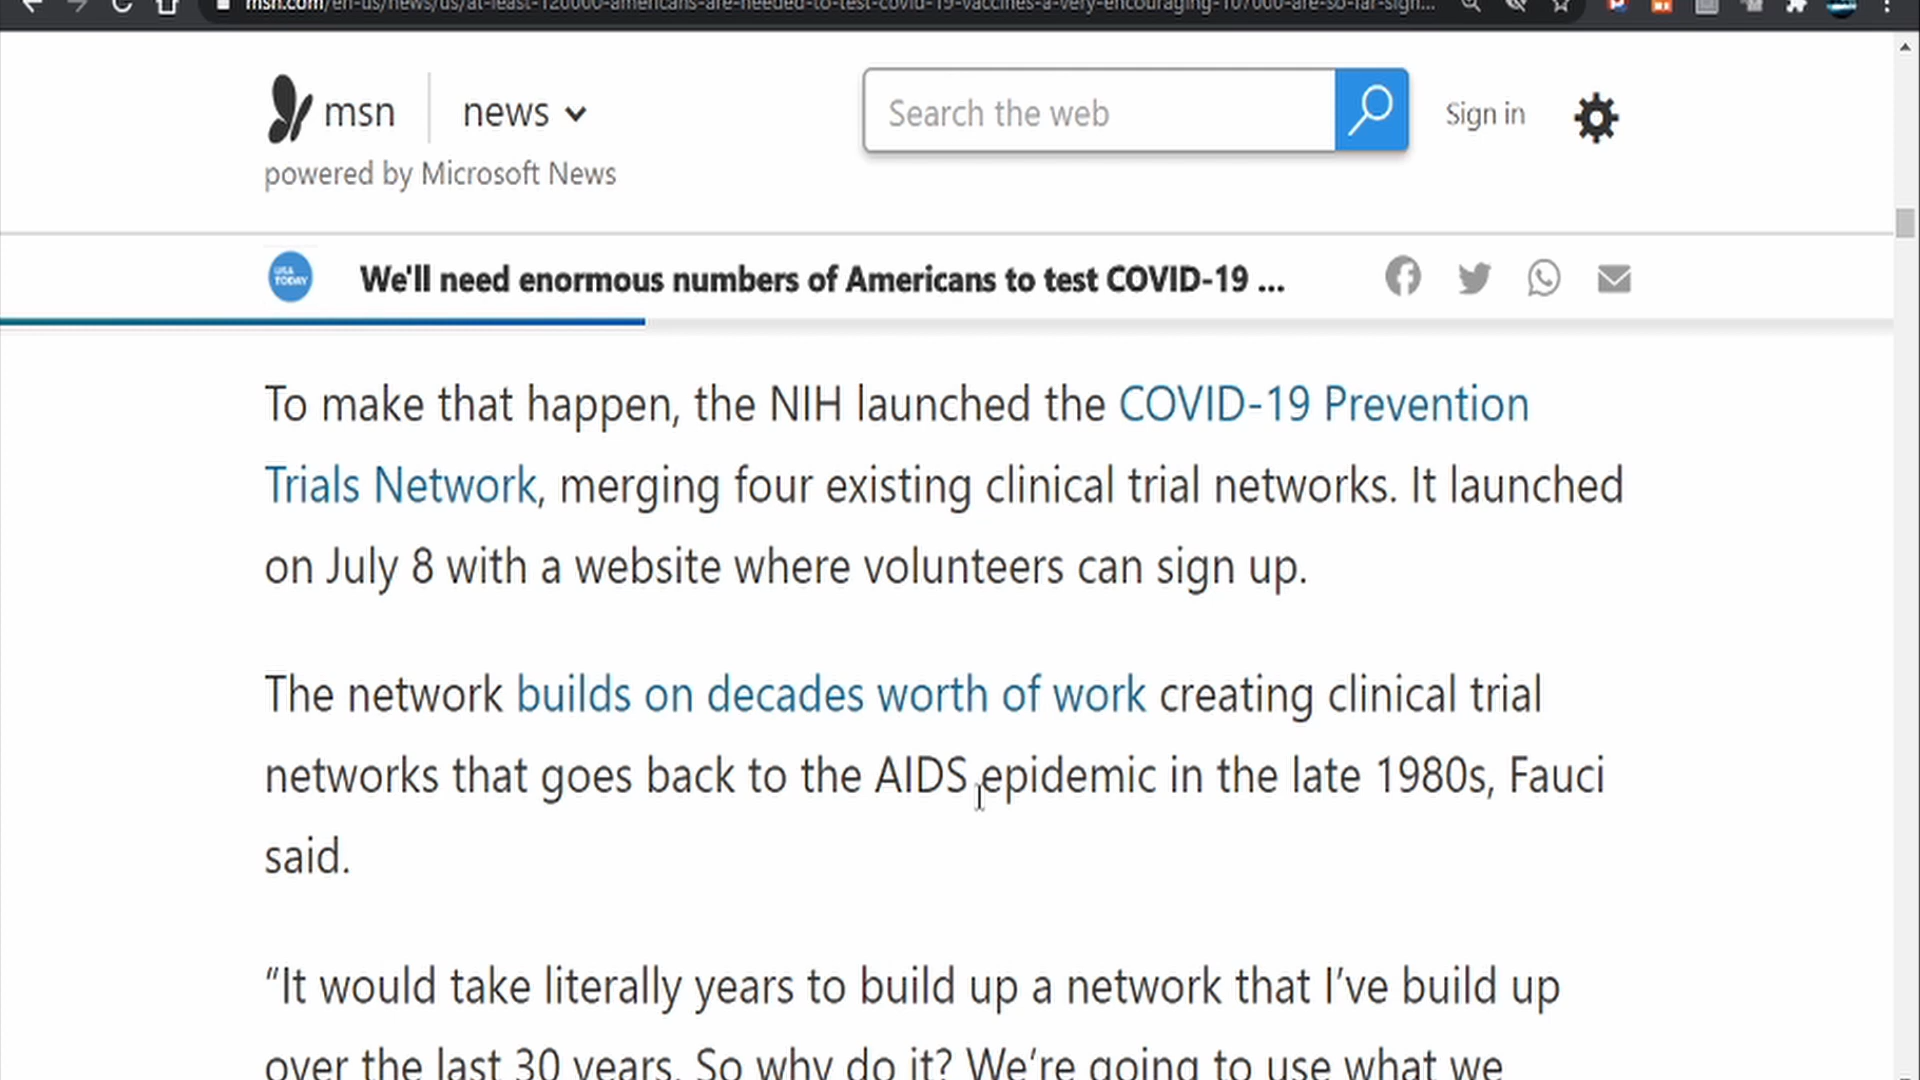 msn.com/en-us/news/us/at-least-120000-americans-are-needed-to-test-covid-19-vaccines-a-very-encouraging-107000-are-so-far-sign...
msn news
Search the web
Sign in
powered by Microsoft News
USA TODAY
We'll need enormous numbers of Americans to test COVID-19 ...
To make that happen, the NIH launched the COVID-19 Prevention
Trials Network, merging four existing clinical trial networks. It launched
on July 8 with a website where volunteers can sign up.
The network builds on decades worth of work creating clinical trial
networks that goes back to the AIDS epidemic in the late 1980s, Fauci
said.
“It would take literally years to build up a network that I’ve build up
over the last 30 years. So why do it? We’re going to use what we